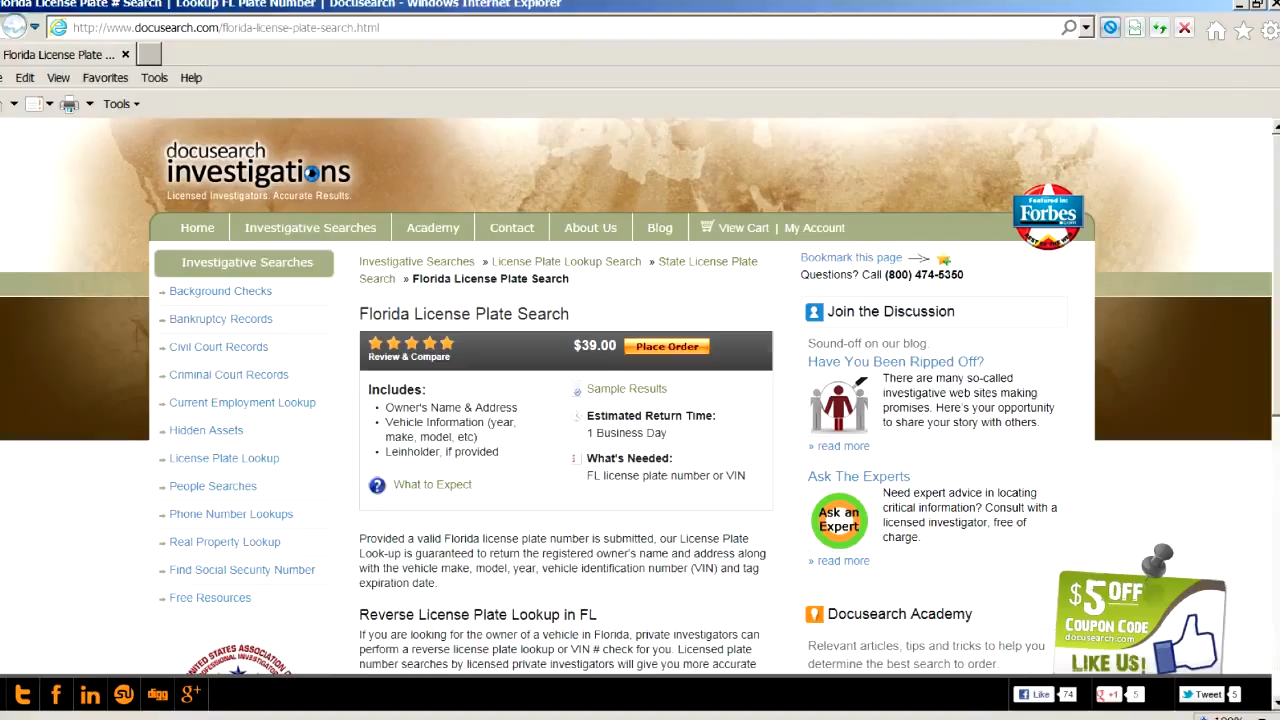 Florida License Plate # Search | Lookup FL Plate Number | Docusearch - Windows Internet Explorer
http://www.docusearch.com/florida-license-plate-search.html
Florida License Plate ... x
Edit View Favorites Tools Help
Tools
docusearch
investigations
Licensed Investigators. Accurate Results.
Featured in:
Forbes
.com
BEST OF THE WEB
Home Investigative Searches Academy Contact About Us Blog View Cart | My Account
Investigative Searches
Background Checks
Bankruptcy Records
Civil Court Records
Criminal Court Records
Current Employment Lookup
Hidden Assets
License Plate Lookup
People Searches
Phone Number Lookups
Real Property Lookup
Find Social Security Number
Free Resources
UNITED STATES ASSOCIA
Investigative Searches » License Plate Lookup Search » State License Plate
Search » Florida License Plate Search
Florida License Plate Search
Review & Compare
$39.00 Place Order
Includes:
• Owner's Name & Address
• Vehicle Information (year,
make, model, etc)
• Leinholder, if provided
What to Expect
Sample Results
Estimated Return Time:
1 Business Day
What's Needed:
FL license plate number or VIN
Provided a valid Florida license plate number is submitted, our License Plate
Look-up is guaranteed to return the registered owner's name and address along
with the vehicle make, model, year, vehicle identification number (VIN) and tag
expiration date.
Reverse License Plate Lookup in FL
If you are looking for the owner of a vehicle in Florida, private investigators can
perform a reverse license plate lookup or VIN # check for you. Licensed plate
number searches by licensed private investigators will give you more accurate
Bookmark this page
Questions? Call (800) 474-5350
Join the Discussion
Sound-off on our blog.
Have You Been Ripped Off?
There are many so-called
investigative web sites making
promises. Here's your opportunity
to share your story with others.
» read more
Ask The Experts
Ask an
Expert
Need expert advice in locating
critical information? Consult with a
licensed investigator, free of
charge.
» read more
Docusearch Academy
Relevant articles, tips and tricks to help you
determine the best search to order.
$5 OFF
COUPON CODE
docusearch.com
LIKE US!
digg
Like 74
+1 5
Tweet 5